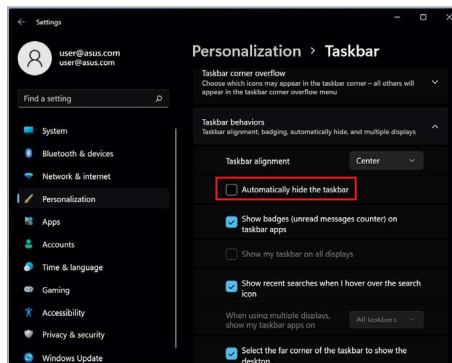 Settings
user@asus.com
user@asus.com
Find a setting
System
Bluetooth & devices
Network & internet
Personalization
Apps
Accounts
Time & language
Gaming
Accessibility
Privacy & security
Windows Update
Personalization > Taskbar
Taskbar corner overflow
Choose which icons may appear in the taskbar corner – all others will
appear in the taskbar corner overflow menu
Taskbar behaviors
Taskbar alignment, badging, automatically hide, and multiple displays
Taskbar alignment
Center
Automatically hide the taskbar
Show badges (unread messages counter) on
taskbar apps
Show my taskbar on all displays
Show recent searches when I hover over the search
icon
When using multiple displays,
show my taskbar apps on
All taskbars
Select the far corner of the taskbar to show the
desktop